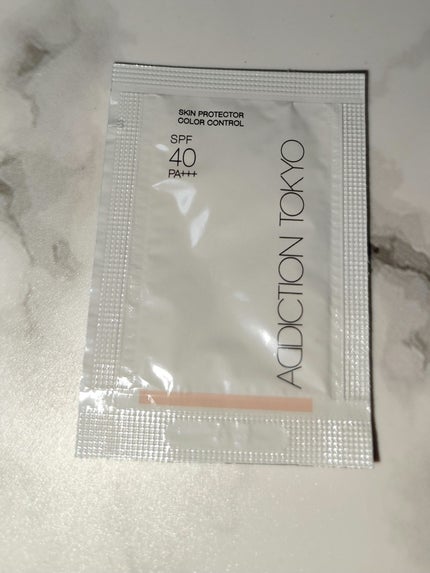 SKIN PROTECTOR
COLOR CONTROL
SPF
40
PA+++
ADDICTION TOKYO